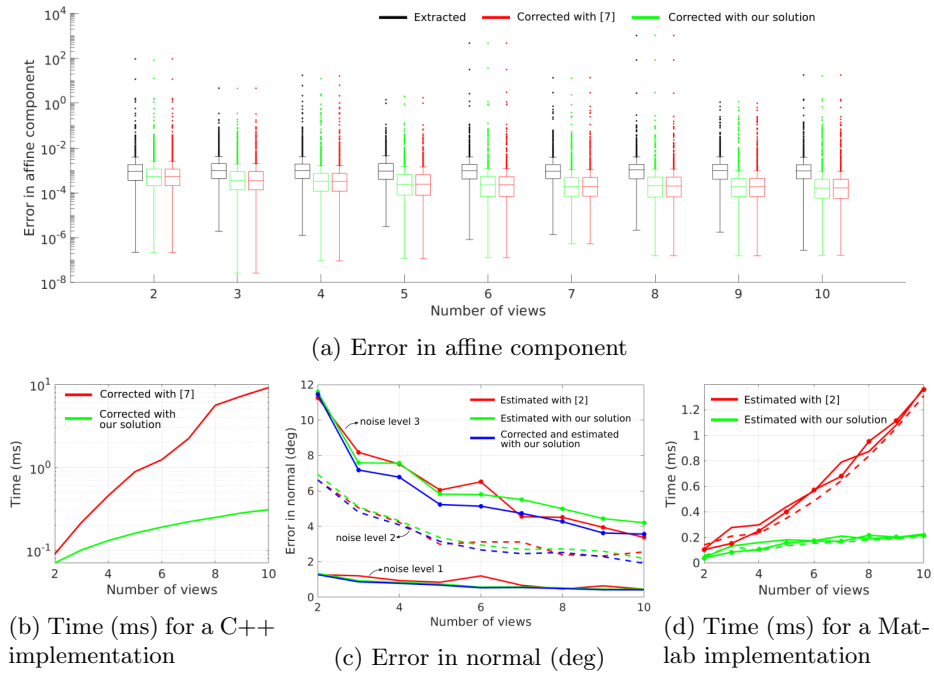 Extracted Corrected with [7] Corrected with our solution
Error in affine component
10^4
10^2
10^0
10^-2
10^-4
10^-6
10^-8
2 3 4 5 6 7 8 9 10
Number of views
(a) Error in affine component
Time (ms)
10^1
10^0
10^-1
Corrected with [7]
Corrected with
our solution
2 4 6 8 10
Number of views
(b) Time (ms) for a C++
implementation
Error in normal (deg)
12
10
8
6
4
2
0
Estimated with [2]
Estimated with our solution
Corrected and estimated
with our solution
noise level 3
noise level 2
noise level 1
2 4 6 8 10
Number of views
(c) Error in normal (deg)
Time (ms)
1.4
1.2
1
0.8
0.6
0.4
0.2
0
Estimated with [2]
Estimated with our solution
2 4 6 8 10
Number of views
(d) Time (ms) for a Mat-
lab implementation